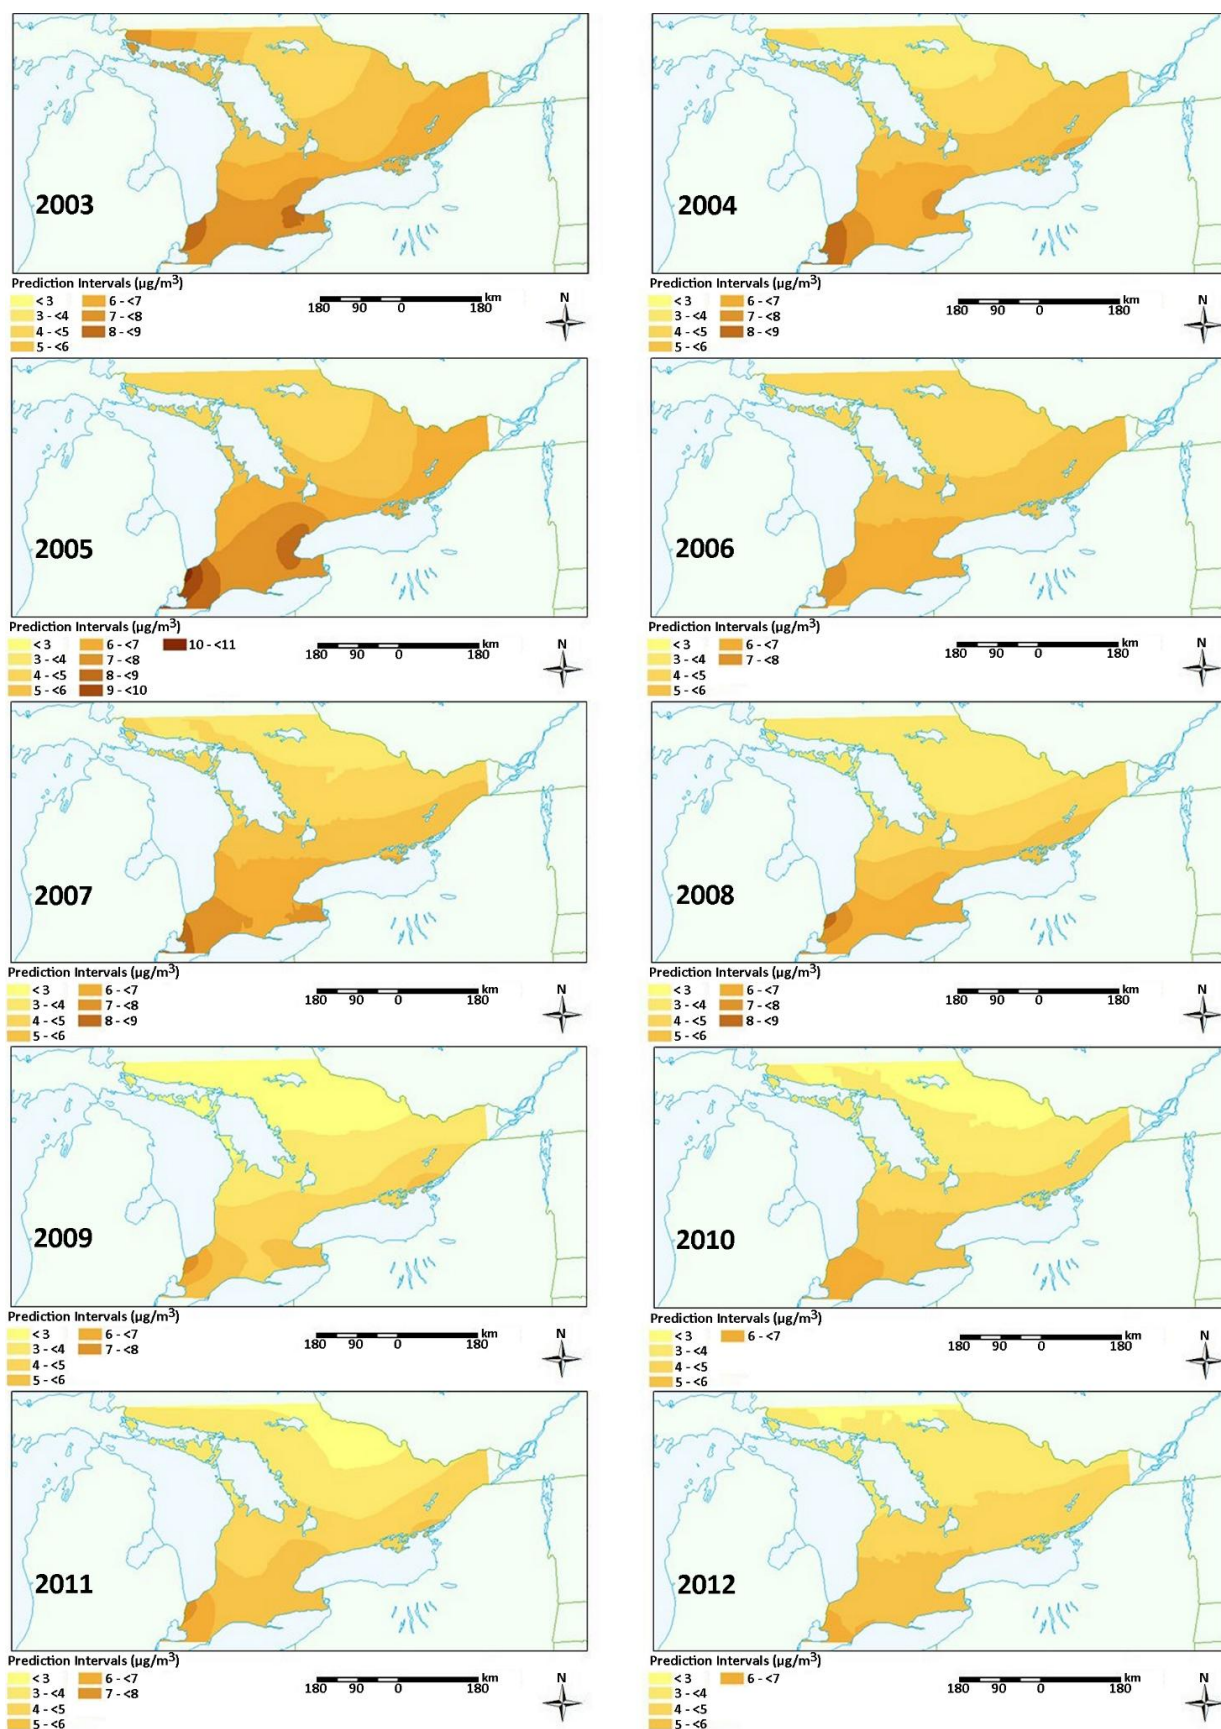 2003
Prediction Intervals (µg/m³)
< 3
3 - <4
4 - <5
5 - <6
6 - <7
7 - <8
8 - <9
180 90 0 180
km
N
2004
Prediction Intervals (µg/m³)
< 3
3 - <4
4 - <5
5 - <6
6 - <7
7 - <8
8 - <9
180 90 0 180
km
N
2005
Prediction Intervals (µg/m³)
< 3
3 - <4
4 - <5
5 - <6
6 - <7
7 - <8
8 - <9
9 - <10
10 - <11
180 90 0 180
km
N
2006
Prediction Intervals (µg/m³)
< 3
3 - <4
4 - <5
5 - <6
6 - <7
7 - <8
180 90 0 180
km
N
2007
Prediction Intervals (µg/m³)
< 3
3 - <4
4 - <5
5 - <6
6 - <7
7 - <8
8 - <9
180 90 0 180
km
N
2008
Prediction Intervals (µg/m³)
< 3
3 - <4
4 - <5
5 - <6
6 - <7
7 - <8
8 - <9
180 90 0 180
km
N
2009
Prediction Intervals (µg/m³)
< 3
3 - <4
4 - <5
5 - <6
6 - <7
7 - <8
180 90 0 180
km
N
2010
Prediction Intervals (µg/m³)
< 3
3 - <4
4 - <5
5 - <6
6 - <7
180 90 0 180
km
N
2011
Prediction Intervals (µg/m³)
< 3
3 - <4
4 - <5
5 - <6
6 - <7
7 - <8
180 90 0 180
km
N
2012
Prediction Intervals (µg/m³)
< 3
3 - <4
4 - <5
5 - <6
6 - <7
180 90 0 180
km
N